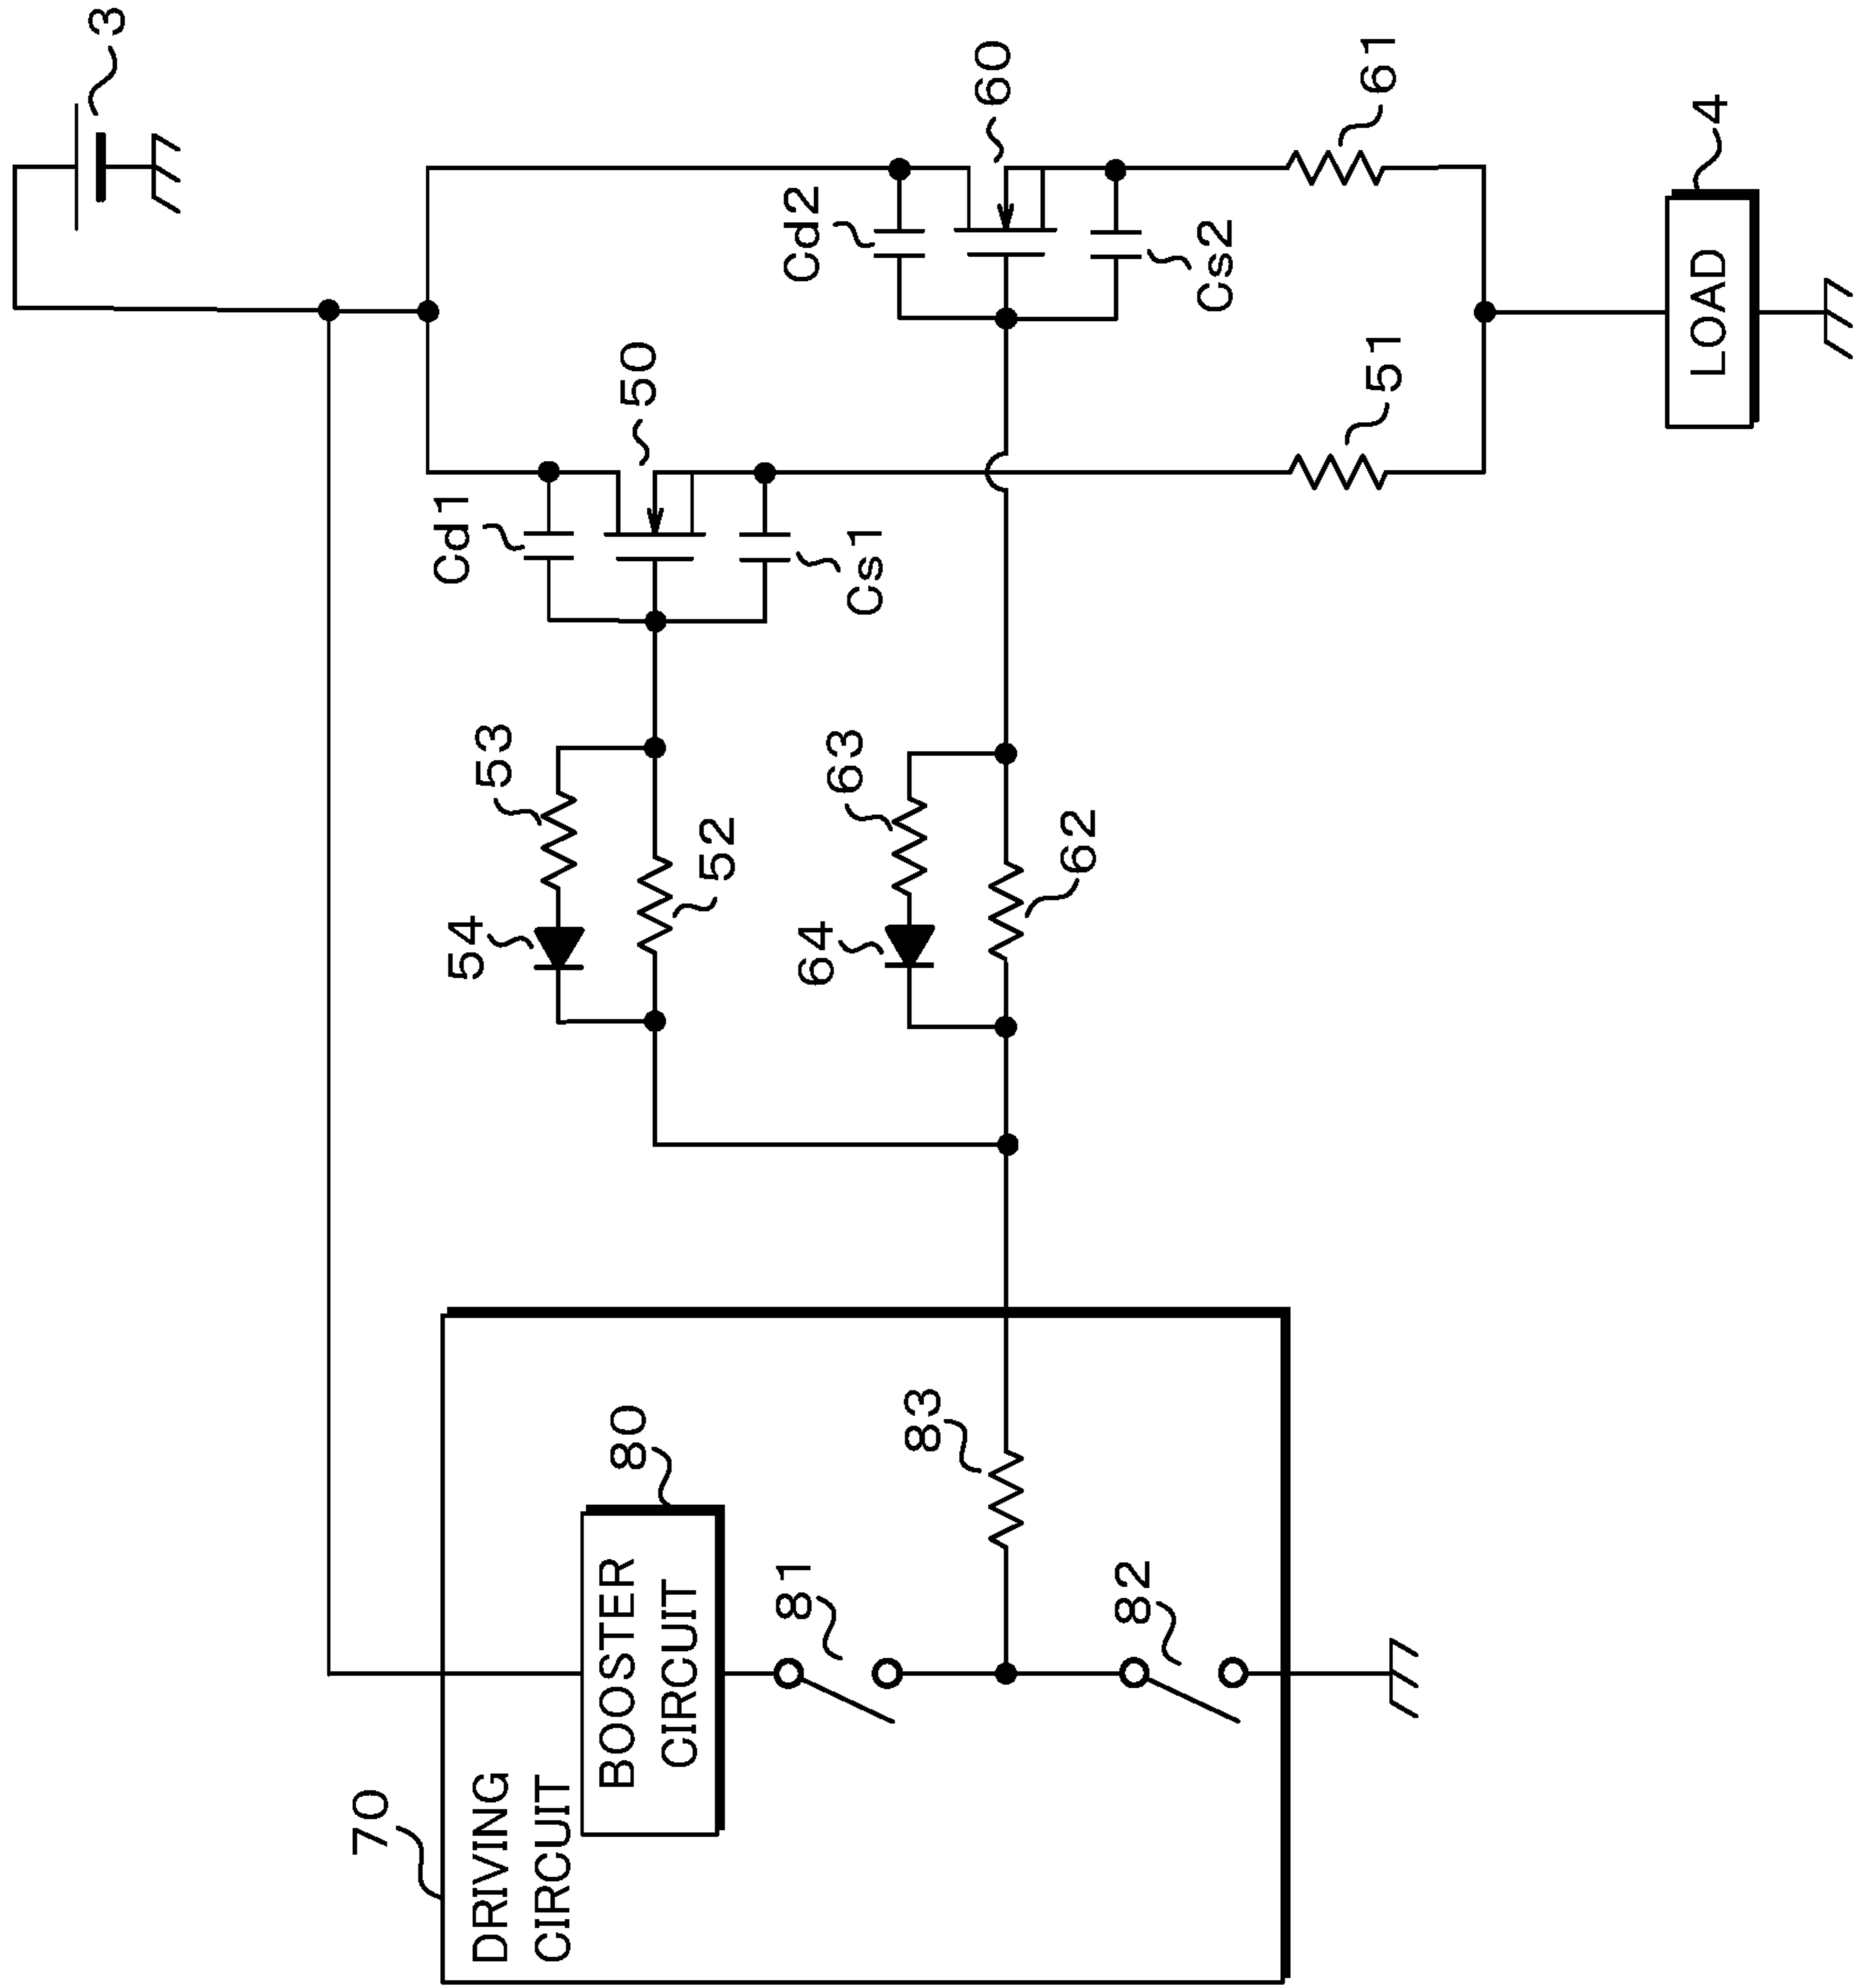 3
60
61
4
Cd2
Cs2
LOAD
50
51
Cd1
Cs1
53
63
52
62
54
64
83
80
81
82
BOOSTER
CIRCUIT
70
DRIVING
CIRCUIT